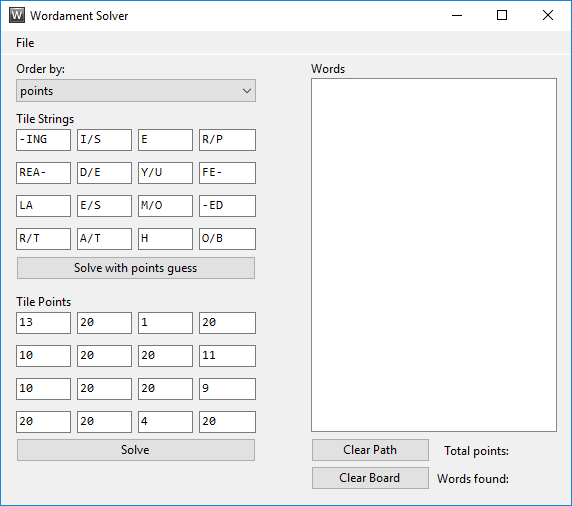 W Wordament Solver
File
Order by:
points
Tile Strings
-ING I/S E R/P
REA- D/E Y/U FE-
LA E/S M/O -ED
R/T A/T H O/B
Solve with points guess
Tile Points
13 20 1 20
10 20 20 11
10 20 20 9
20 20 4 20
Solve
Words
Clear Path Total points:
Clear Board Words found: